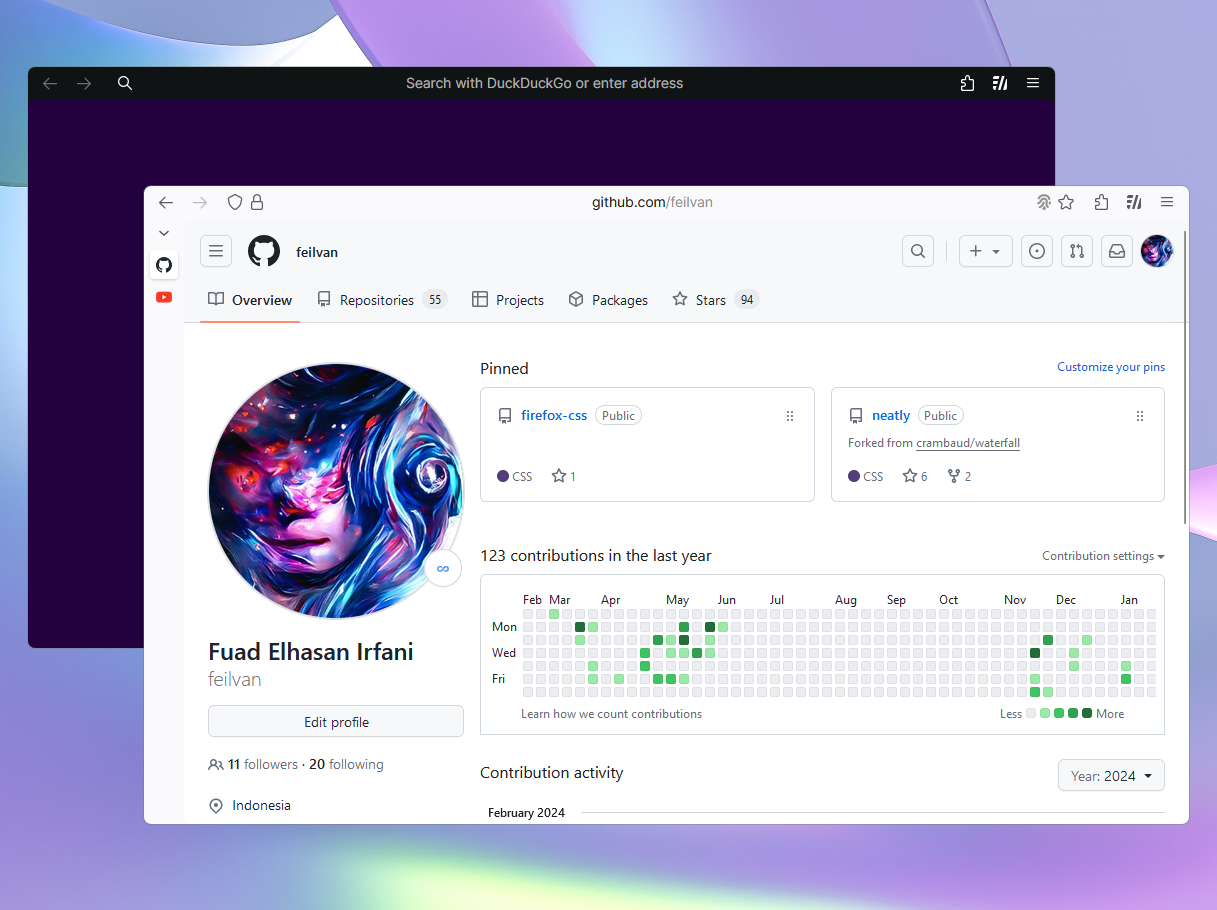 Search with DuckDuckGo or enter address
github.com/feilvan
feilvan
Overview Repositories 55 Projects Packages Stars 94
Pinned
Customize your pins
firefox-css Public
CSS 1
neatly Public
Forked from crambaud/waterfall
CSS 6 2
123 contributions in the last year
Contribution settings
Feb Mar Apr May Jun Jul Aug Sep Oct Nov Dec Jan
Mon
Wed
Fri
Learn how we count contributions
Less More
Fuad Elhasan Irfani
feilvan
Edit profile
11 followers · 20 following
Indonesia
Contribution activity
Year: 2024
February 2024